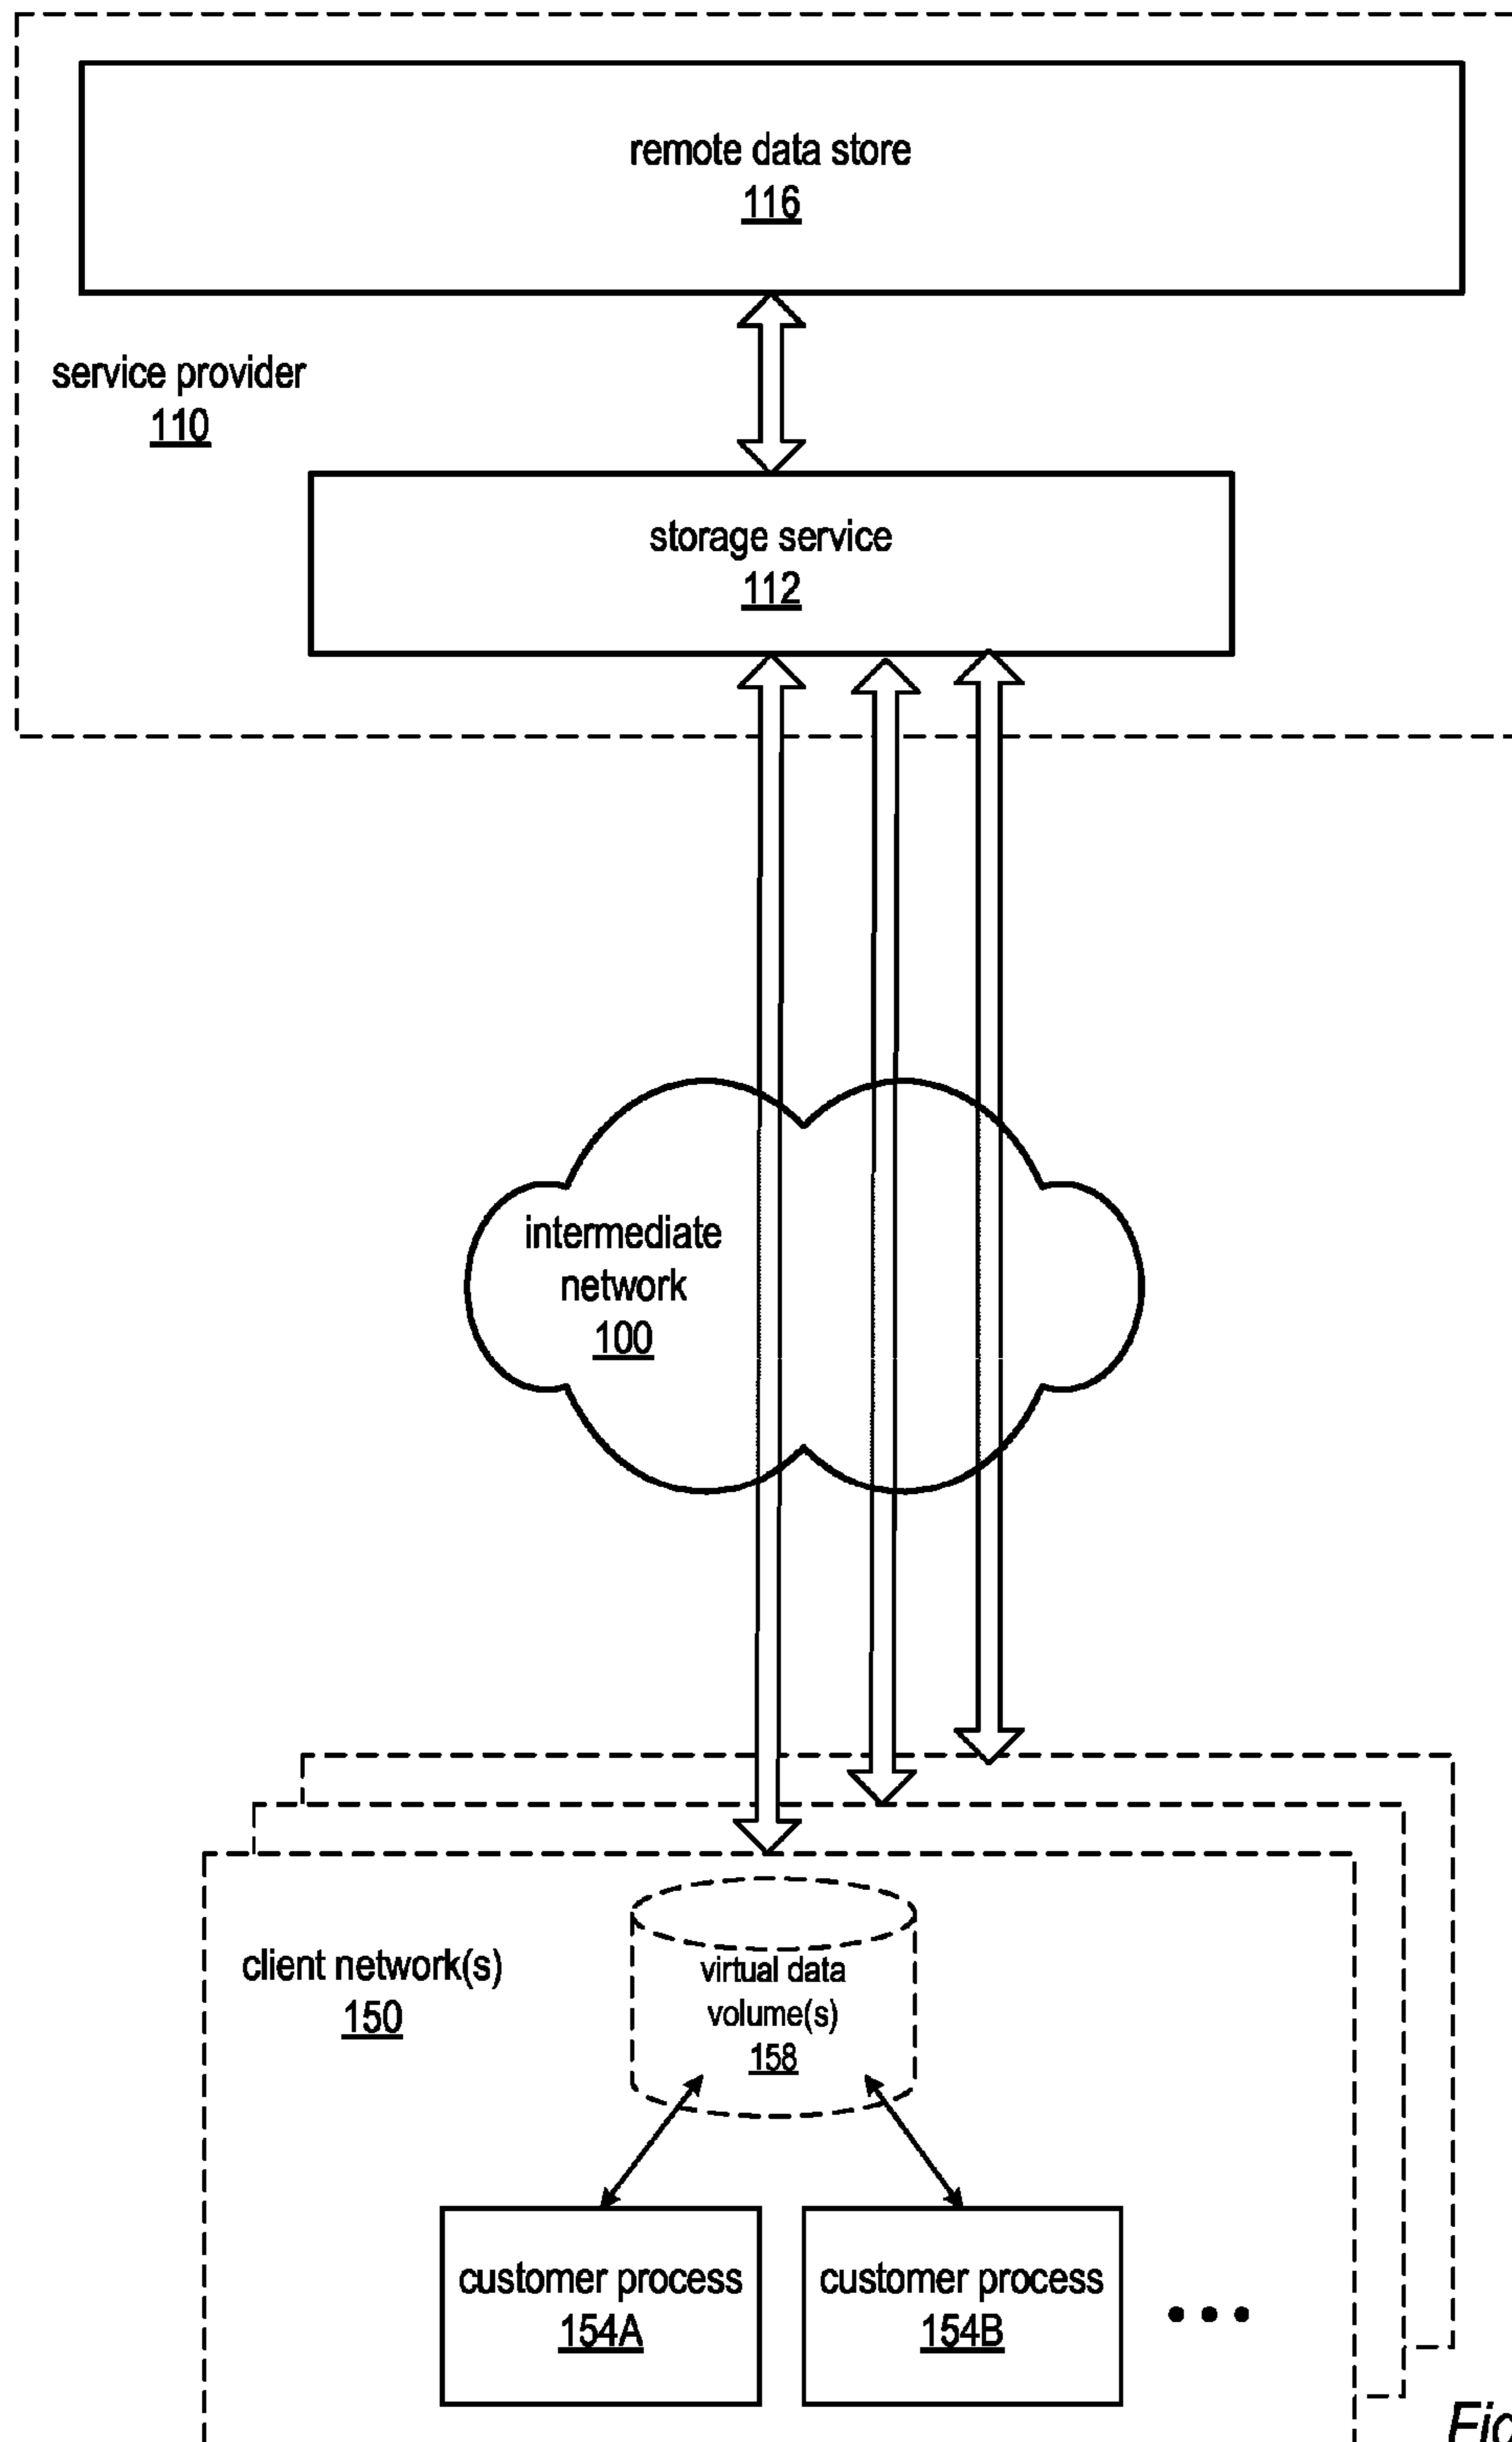 remote data store
116
service provider
110
storage service
112
intermediate
network
100
client network(s)
150
virtual data
volume(s)
158
customer process
154A
customer process
154B